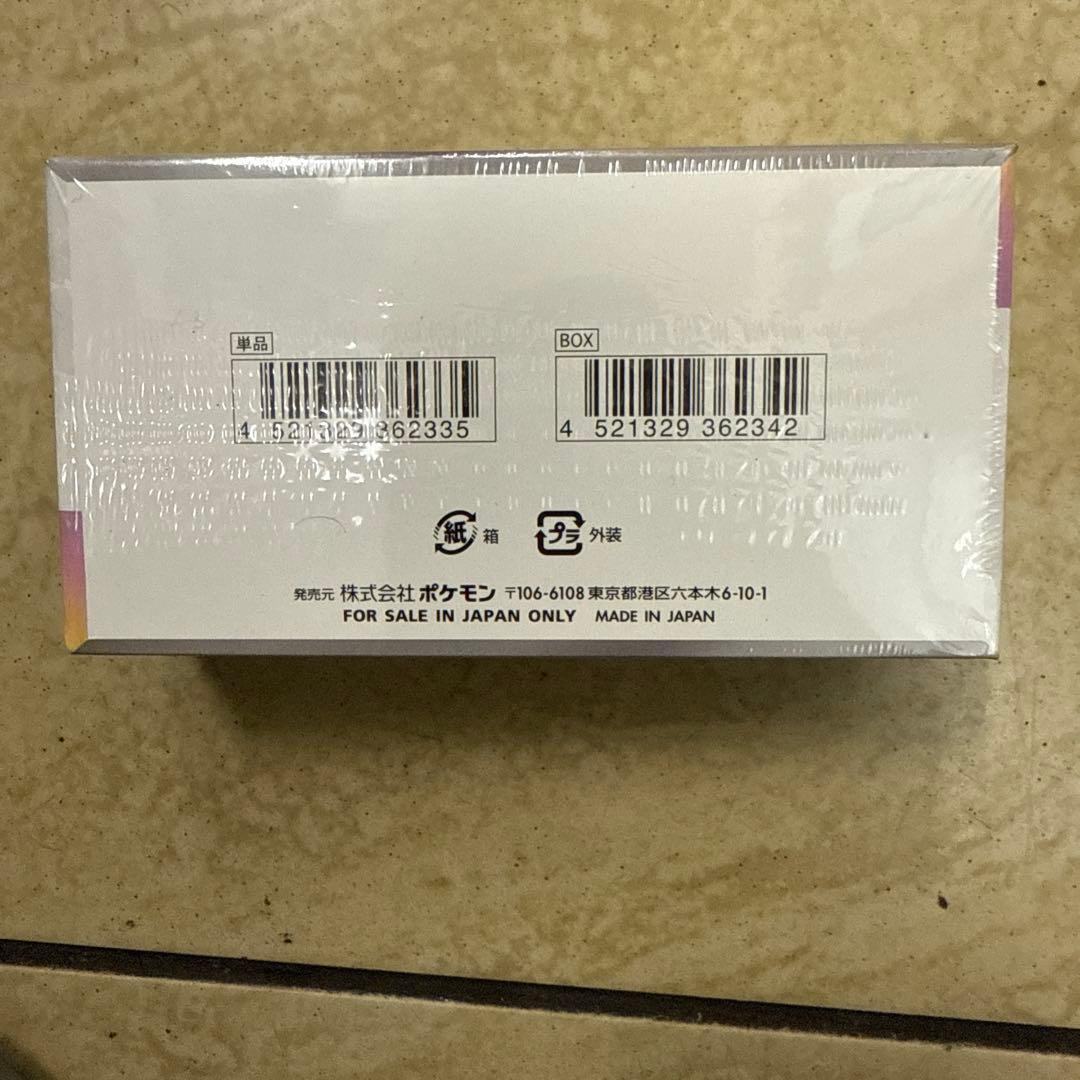 単品
4 521329 362335
BOX
4 521329 362342
紙 箱
プラ 外装
発売元 株式会社 ポケモン 〒106-6108 東京都港区六本木6-10-1
FOR SALE IN JAPAN ONLY MADE IN JAPAN